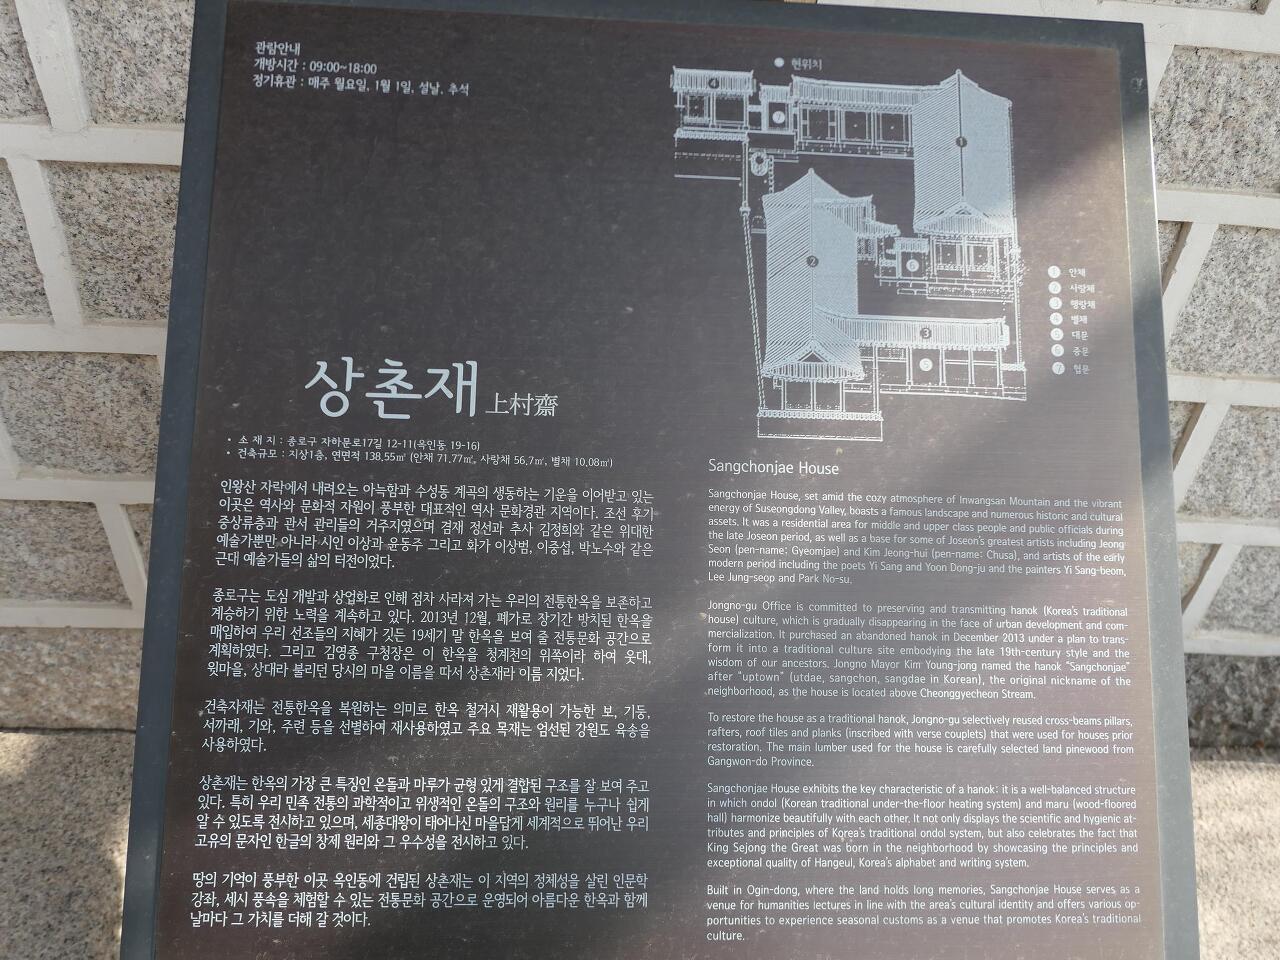 관람안내
개방시간 : 09:00~18:00
정기휴관 : 매주 월요일, 1월 1일, 설날, 추석
현위치
4
7
1
2
6
3
5
1 안채
2 사랑채
3 행랑채
4 별채
5 대문
6 중문
7 협문
상촌재 上村齋
• 소 재 지 : 종로구 자하문로17길 12-11(옥인동 19-16)
• 건축규모 : 지상1층, 연면적 138.55㎡ (안채 71.77㎡, 사랑채 56.7㎡, 별채 10.08㎡)
인왕산 자락에서 내려오는 아늑함과 수성동 계곡의 생동하는 기운을 이어받고 있는
이곳은 역사와 문화적 자원이 풍부한 대표적인 역사 문화경관 지역이다. 조선 후기
중상류층과 관서 관리들의 거주지였으며 겸재 정선과 추사 김정희와 같은 위대한
예술가뿐만 아니라 시인 이상과 윤동주 그리고 화가 이상범, 이중섭, 박노수와 같은
근대 예술가들의 삶의 터전이었다.
종로구는 도심 개발과 상업화로 인해 점차 사라져 가는 우리의 전통한옥을 보존하고
계승하기 위한 노력을 계속하고 있다. 2013년 12월, 폐가로 장기간 방치된 한옥을
매입하여 우리 선조들의 지혜가 깃든 19세기 말 한옥을 보여 줄 전통문화 공간으로
계획하였다. 그리고 김영종 구청장은 이 한옥을 청계천의 위쪽이라 하여 웃대,
윗마을, 상대라 불리던 당시의 마을 이름을 따서 상촌재라 이름 지었다.
건축자재는 전통한옥을 복원하는 의미로 한옥 철거시 재활용이 가능한 보, 기둥,
서까래, 기와, 주련 등을 선별하여 재사용하였고 주요 목재는 엄선된 강원도 육송을
사용하였다.
상촌재는 한옥의 가장 큰 특징인 온돌과 마루가 균형 있게 결합된 구조를 잘 보여 주고
있다. 특히 우리 민족 전통의 과학적이고 위생적인 온돌의 구조와 원리를 누구나 쉽게
알 수 있도록 전시하고 있으며, 세종대왕이 태어나신 마을답게 세계적으로 뛰어난 우리
고유의 문자인 한글의 창제 원리와 그 우수성을 전시하고 있다.
땅의 기억이 풍부한 이곳 옥인동에 건립된 상촌재는 이 지역의 정체성을 살린 인문학
강좌, 세시 풍속을 체험할 수 있는 전통문화 공간으로 운영되어 아름다운 한옥과 함께
날마다 그 가치를 더해 갈 것이다.
Sangchonjae House
Sangchonjae House, set amid the cozy atmosphere of Inwangsan Mountain and the vibrant
energy of Suseongdong Valley, boasts a famous landscape and numerous historic and cultural
assets. It was a residential area for middle and upper class people and public officials during
the late Joseon period, as well as a base for some of Joseon's greatest artists including Jeong
Seon (pen-name: Gyeomjae) and Kim Jeong-hui (pen-name: Chusa), and artists of the early
modern period including the poets Yi Sang and Yoon Dong-ju and the painters Yi Sang-beom,
Lee Jung-seop and Park No-su.
Jongno-gu Office is committed to preserving and transmitting hanok (Korea's traditional
house) culture, which is gradually disappearing in the face of urban development and com-
mercialization. It purchased an abandoned hanok in December 2013 under a plan to trans-
form it into a traditional culture site embodying the late 19th-century style and the
wisdom of our ancestors. Jongno Mayor Kim Young-jong named the hanok "Sangchonjae"
after "uptown" (utdae, sangchon, sangdae in Korean), the original nickname of the
neighborhood, as the house is located above Cheonggyecheon Stream.
To restore the house as a traditional hanok, Jongno-gu selectively reused cross-beams pillars,
rafters, roof tiles and planks (inscribed with verse couplets) that were used for houses prior
restoration. The main lumber used for the house is carefully selected land pinewood from
Gangwon-do Province.
Sangchonjae House exhibits the key characteristic of a hanok: it is a well-balanced structure
in which ondol (Korean traditional under-the-floor heating system) and maru (wood-floored
hall) harmonize beautifully with each other. It not only displays the scientific and hygienic at-
tributes and principles of Korea's traditional ondol system, but also celebrates the fact that
King Sejong the Great was born in the neighborhood by showcasing the principles and
exceptional quality of Hangeul, Korea's alphabet and writing system.
Built in Ogin-dong, where the land holds long memories, Sangchonjae House serves as a
venue for humanities lectures in line with the area's cultural identity and offers various op-
portunities to experience seasonal customs as a venue that promotes Korea's traditional
culture.